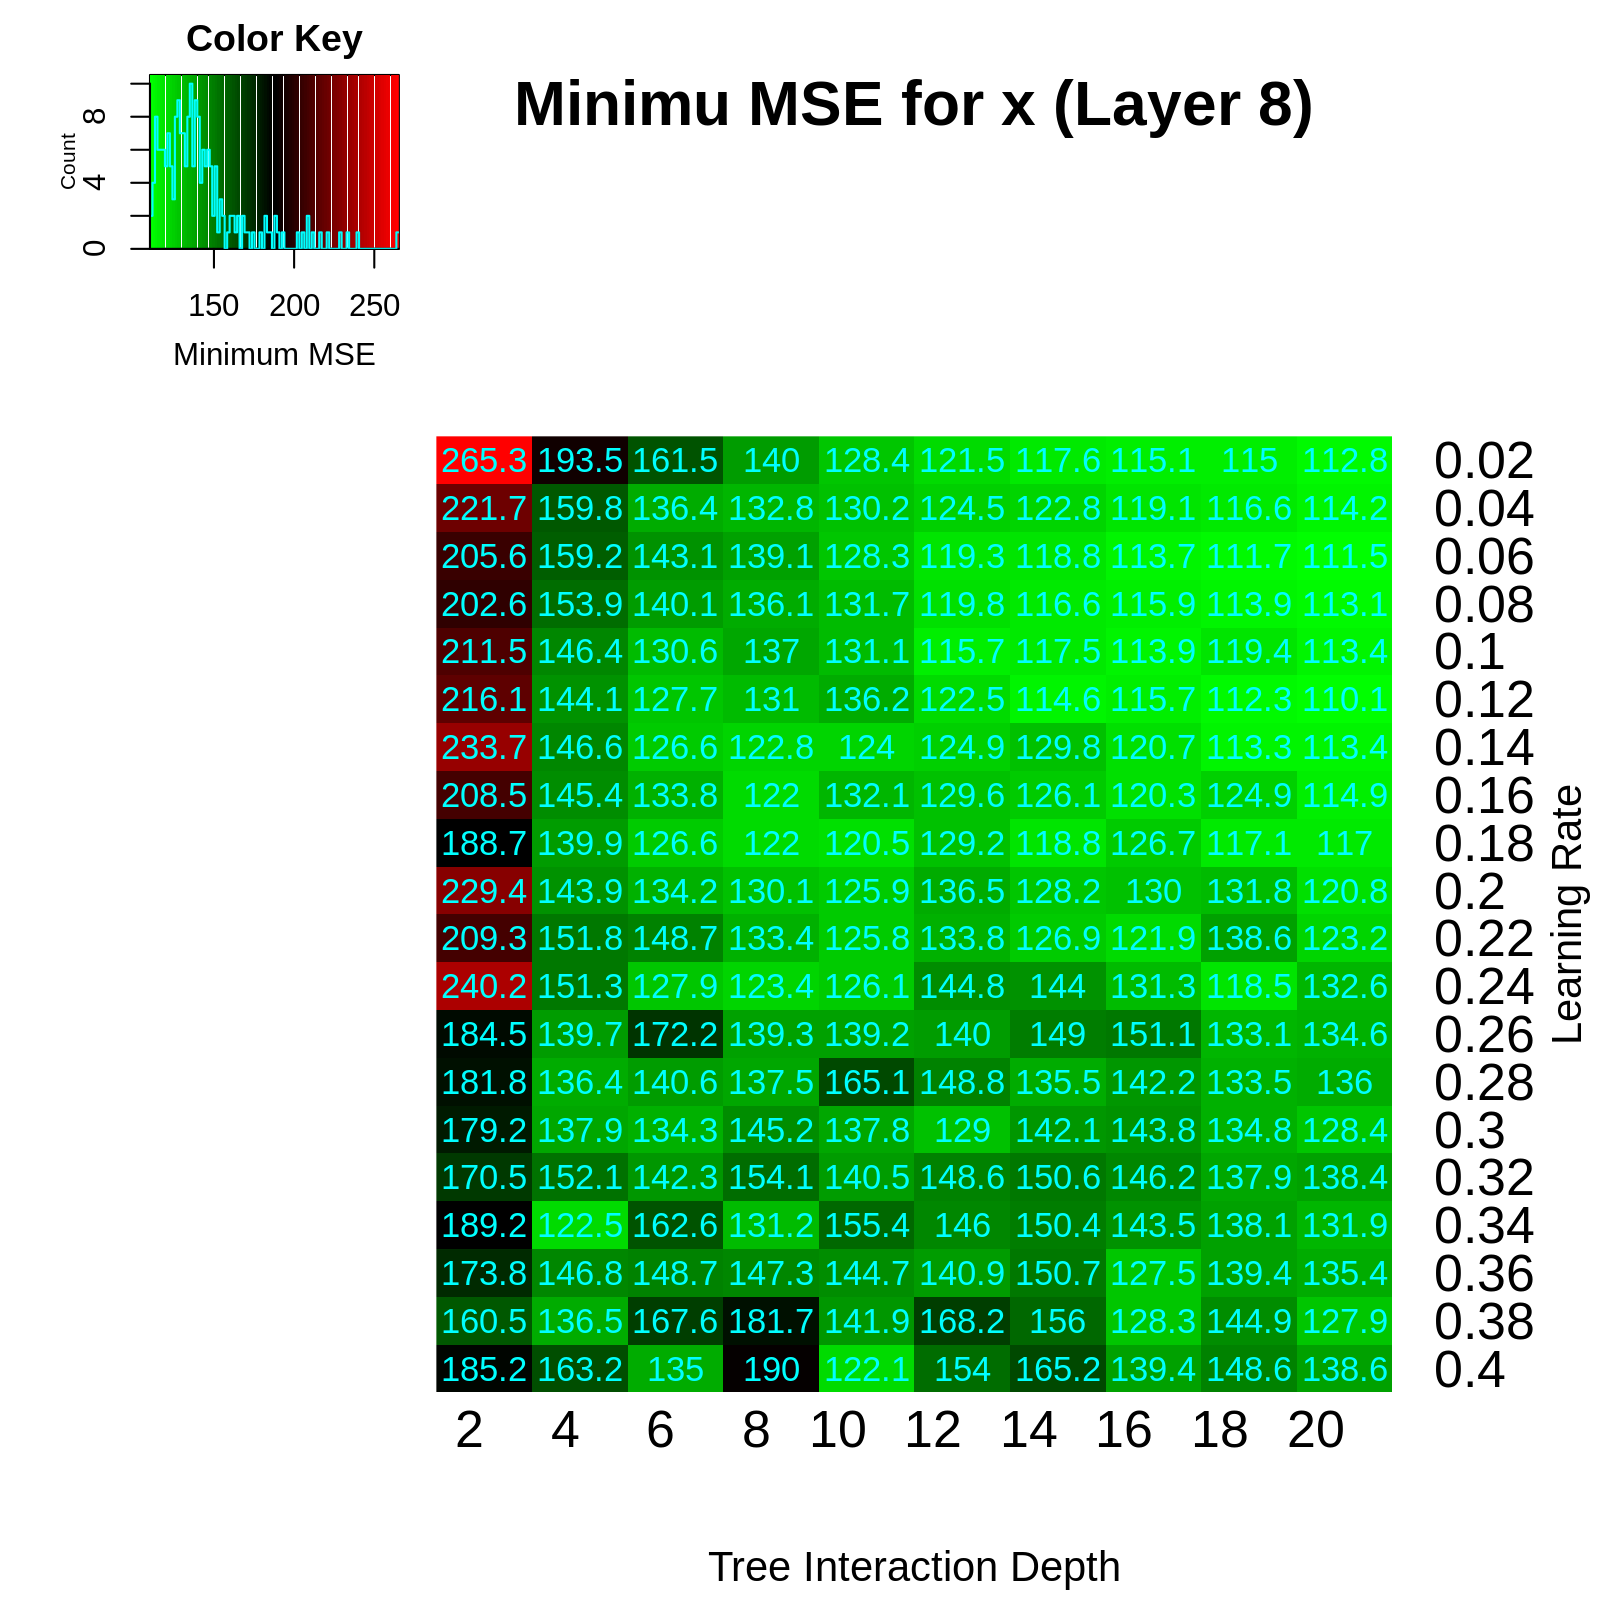 Color Key
Minimu MSE for x (Layer 8)
Count
0 4 8
150 200 250
Minimum MSE
265.3 193.5 161.5 140 128.4 121.5 117.6 115.1 115 112.8 0.02
221.7 159.8 136.4 132.8 130.2 124.5 122.8 119.1 116.6 114.2 0.04
205.6 159.2 143.1 139.1 128.3 119.3 118.8 113.7 111.7 111.5 0.06
202.6 153.9 140.1 136.1 131.7 119.8 116.6 115.9 113.9 113.1 0.08
211.5 146.4 130.6 137 131.1 115.7 117.5 113.9 119.4 113.4 0.1
216.1 144.1 127.7 131 136.2 122.5 114.6 115.7 112.3 110.1 0.12
233.7 146.6 126.6 122.8 124 124.9 129.8 120.7 113.3 113.4 0.14
208.5 145.4 133.8 122 132.1 129.6 126.1 120.3 124.9 114.9 0.16
188.7 139.9 126.6 122 120.5 129.2 118.8 126.7 117.1 117 0.18
229.4 143.9 134.2 130.1 125.9 136.5 128.2 130 131.8 120.8 0.2
209.3 151.8 148.7 133.4 125.8 133.8 126.9 121.9 138.6 123.2 0.22
240.2 151.3 127.9 123.4 126.1 144.8 144 131.3 118.5 132.6 0.24
184.5 139.7 172.2 139.3 139.2 140 149 151.1 133.1 134.6 0.26
181.8 136.4 140.6 137.5 165.1 148.8 135.5 142.2 133.5 136 0.28
179.2 137.9 134.3 145.2 137.8 129 142.1 143.8 134.8 128.4 0.3
170.5 152.1 142.3 154.1 140.5 148.6 150.6 146.2 137.9 138.4 0.32
189.2 122.5 162.6 131.2 155.4 146 150.4 143.5 138.1 131.9 0.34
173.8 146.8 148.7 147.3 144.7 140.9 150.7 127.5 139.4 135.4 0.36
160.5 136.5 167.6 181.7 141.9 168.2 156 128.3 144.9 127.9 0.38
185.2 163.2 135 190 122.1 154 165.2 139.4 148.6 138.6 0.4
Learning Rate
2 4 6 8 10 12 14 16 18 20
Tree Interaction Depth